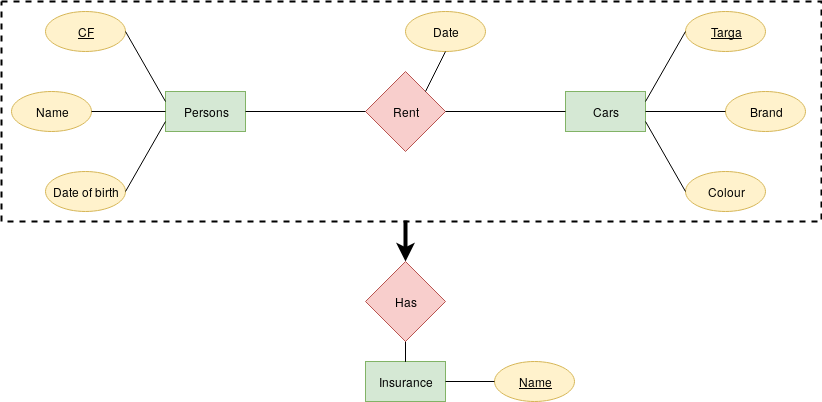 CF
Date
Targa
Name
Persons
Rent
Cars
Brand
Date of birth
Colour
Has
Insurance
Name